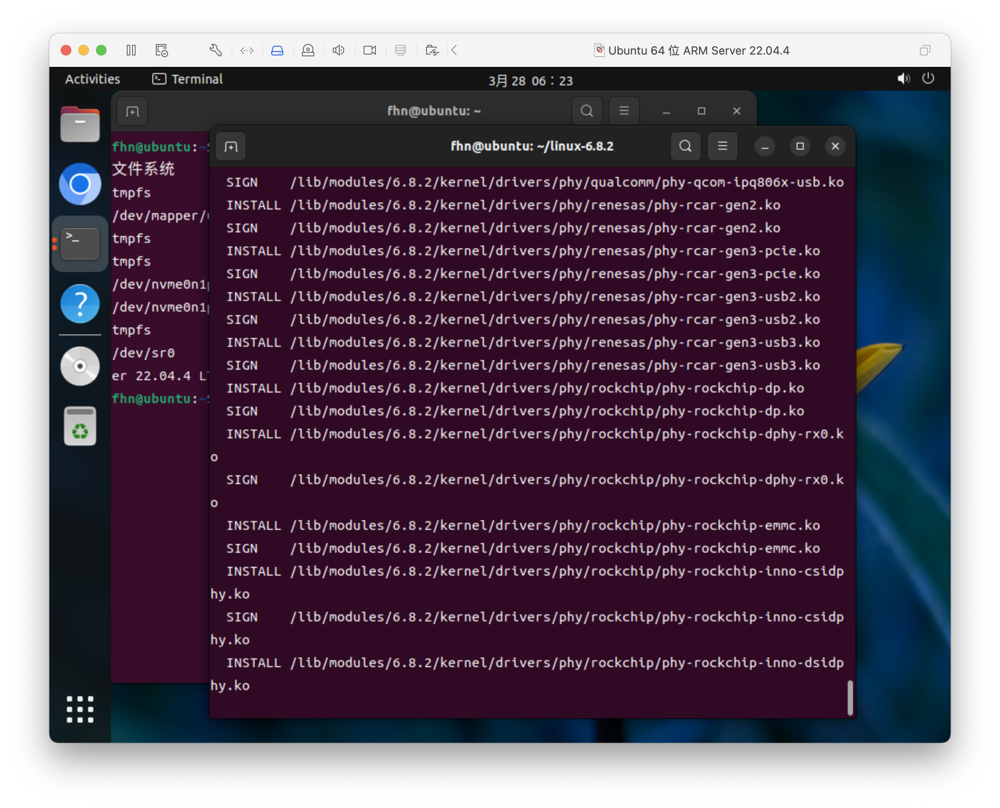 Ubuntu 64 位 ARM Server 22.04.4
Activities
Terminal
3月 28 06：23
fhn@ubuntu: ~
fhn@ubuntu:~$
文件系统
tmpfs
/dev/mapper/
tmpfs
tmpfs
/dev/nvme0n1p
/dev/nvme0n1p
tmpfs
/dev/sr0
er 22.04.4 L
fhn@ubuntu:~$
fhn@ubuntu: ~/linux-6.8.2
SIGN /lib/modules/6.8.2/kernel/drivers/phy/qualcomm/phy-qcom-ipq806x-usb.ko
INSTALL /lib/modules/6.8.2/kernel/drivers/phy/renesas/phy-rcar-gen2.ko
SIGN /lib/modules/6.8.2/kernel/drivers/phy/renesas/phy-rcar-gen2.ko
INSTALL /lib/modules/6.8.2/kernel/drivers/phy/renesas/phy-rcar-gen3-pcie.ko
SIGN /lib/modules/6.8.2/kernel/drivers/phy/renesas/phy-rcar-gen3-pcie.ko
INSTALL /lib/modules/6.8.2/kernel/drivers/phy/renesas/phy-rcar-gen3-usb2.ko
SIGN /lib/modules/6.8.2/kernel/drivers/phy/renesas/phy-rcar-gen3-usb2.ko
INSTALL /lib/modules/6.8.2/kernel/drivers/phy/renesas/phy-rcar-gen3-usb3.ko
SIGN /lib/modules/6.8.2/kernel/drivers/phy/renesas/phy-rcar-gen3-usb3.ko
INSTALL /lib/modules/6.8.2/kernel/drivers/phy/rockchip/phy-rockchip-dp.ko
SIGN /lib/modules/6.8.2/kernel/drivers/phy/rockchip/phy-rockchip-dp.ko
INSTALL /lib/modules/6.8.2/kernel/drivers/phy/rockchip/phy-rockchip-dphy-rx0.k
o
SIGN /lib/modules/6.8.2/kernel/drivers/phy/rockchip/phy-rockchip-dphy-rx0.k
o
INSTALL /lib/modules/6.8.2/kernel/drivers/phy/rockchip/phy-rockchip-emmc.ko
SIGN /lib/modules/6.8.2/kernel/drivers/phy/rockchip/phy-rockchip-emmc.ko
INSTALL /lib/modules/6.8.2/kernel/drivers/phy/rockchip/phy-rockchip-inno-csidp
hy.ko
SIGN /lib/modules/6.8.2/kernel/drivers/phy/rockchip/phy-rockchip-inno-csidp
hy.ko
INSTALL /lib/modules/6.8.2/kernel/drivers/phy/rockchip/phy-rockchip-inno-dsidp
hy.ko